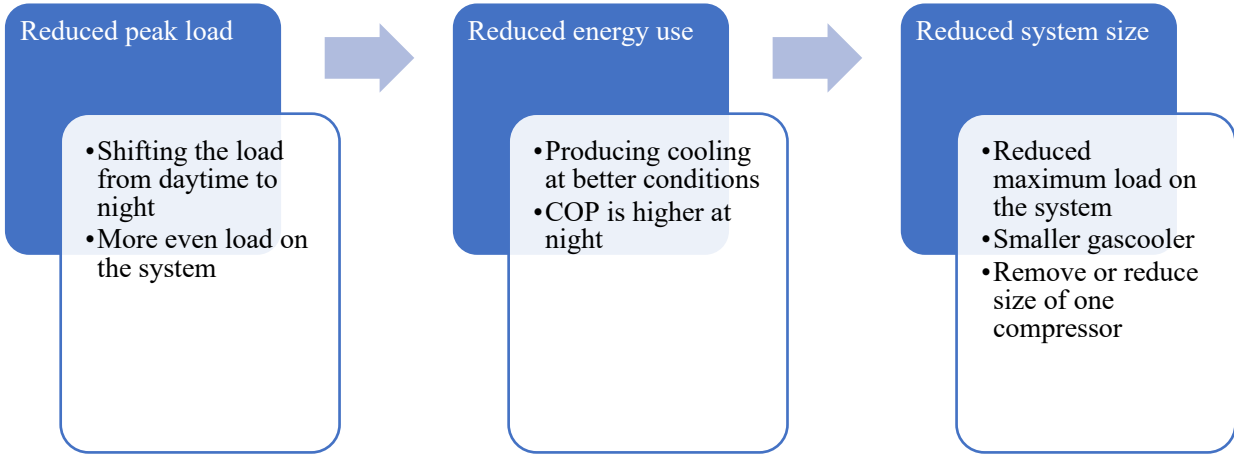 Reduced peak load
•Shifting the load
from daytime to
night
•More even load on
the system
Reduced energy use
•Producing cooling
at better conditions
•COP is higher at
night
Reduced system size
•Reduced
maximum load on
the system
•Smaller gascooler
•Remove or reduce
size of one
compressor